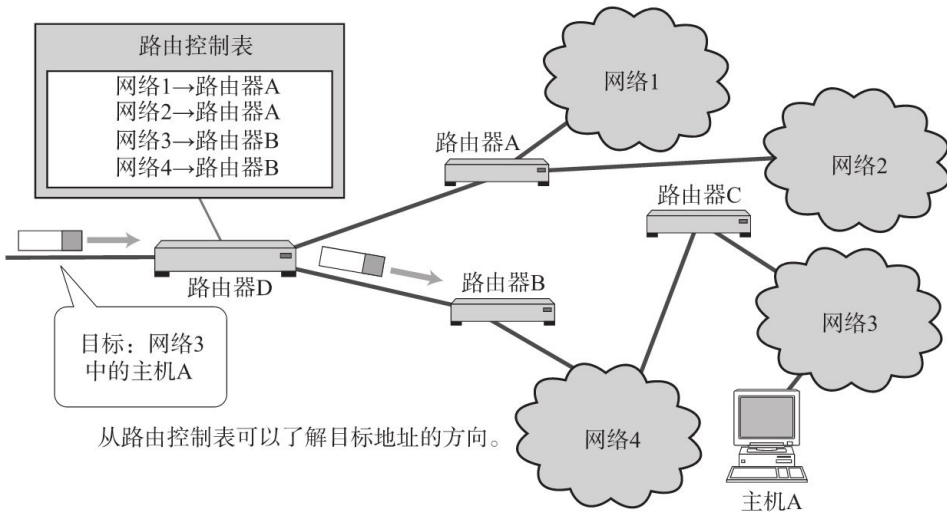 路由控制表
网络1→路由器A
网络2→路由器A
网络3→路由器B
网络4→路由器B
网络1
路由器A
网络2
路由器C
路由器D
路由器B
网络3
目标：网络3
中的主机A
从路由控制表可以了解目标地址的方向。
网络4
主机A